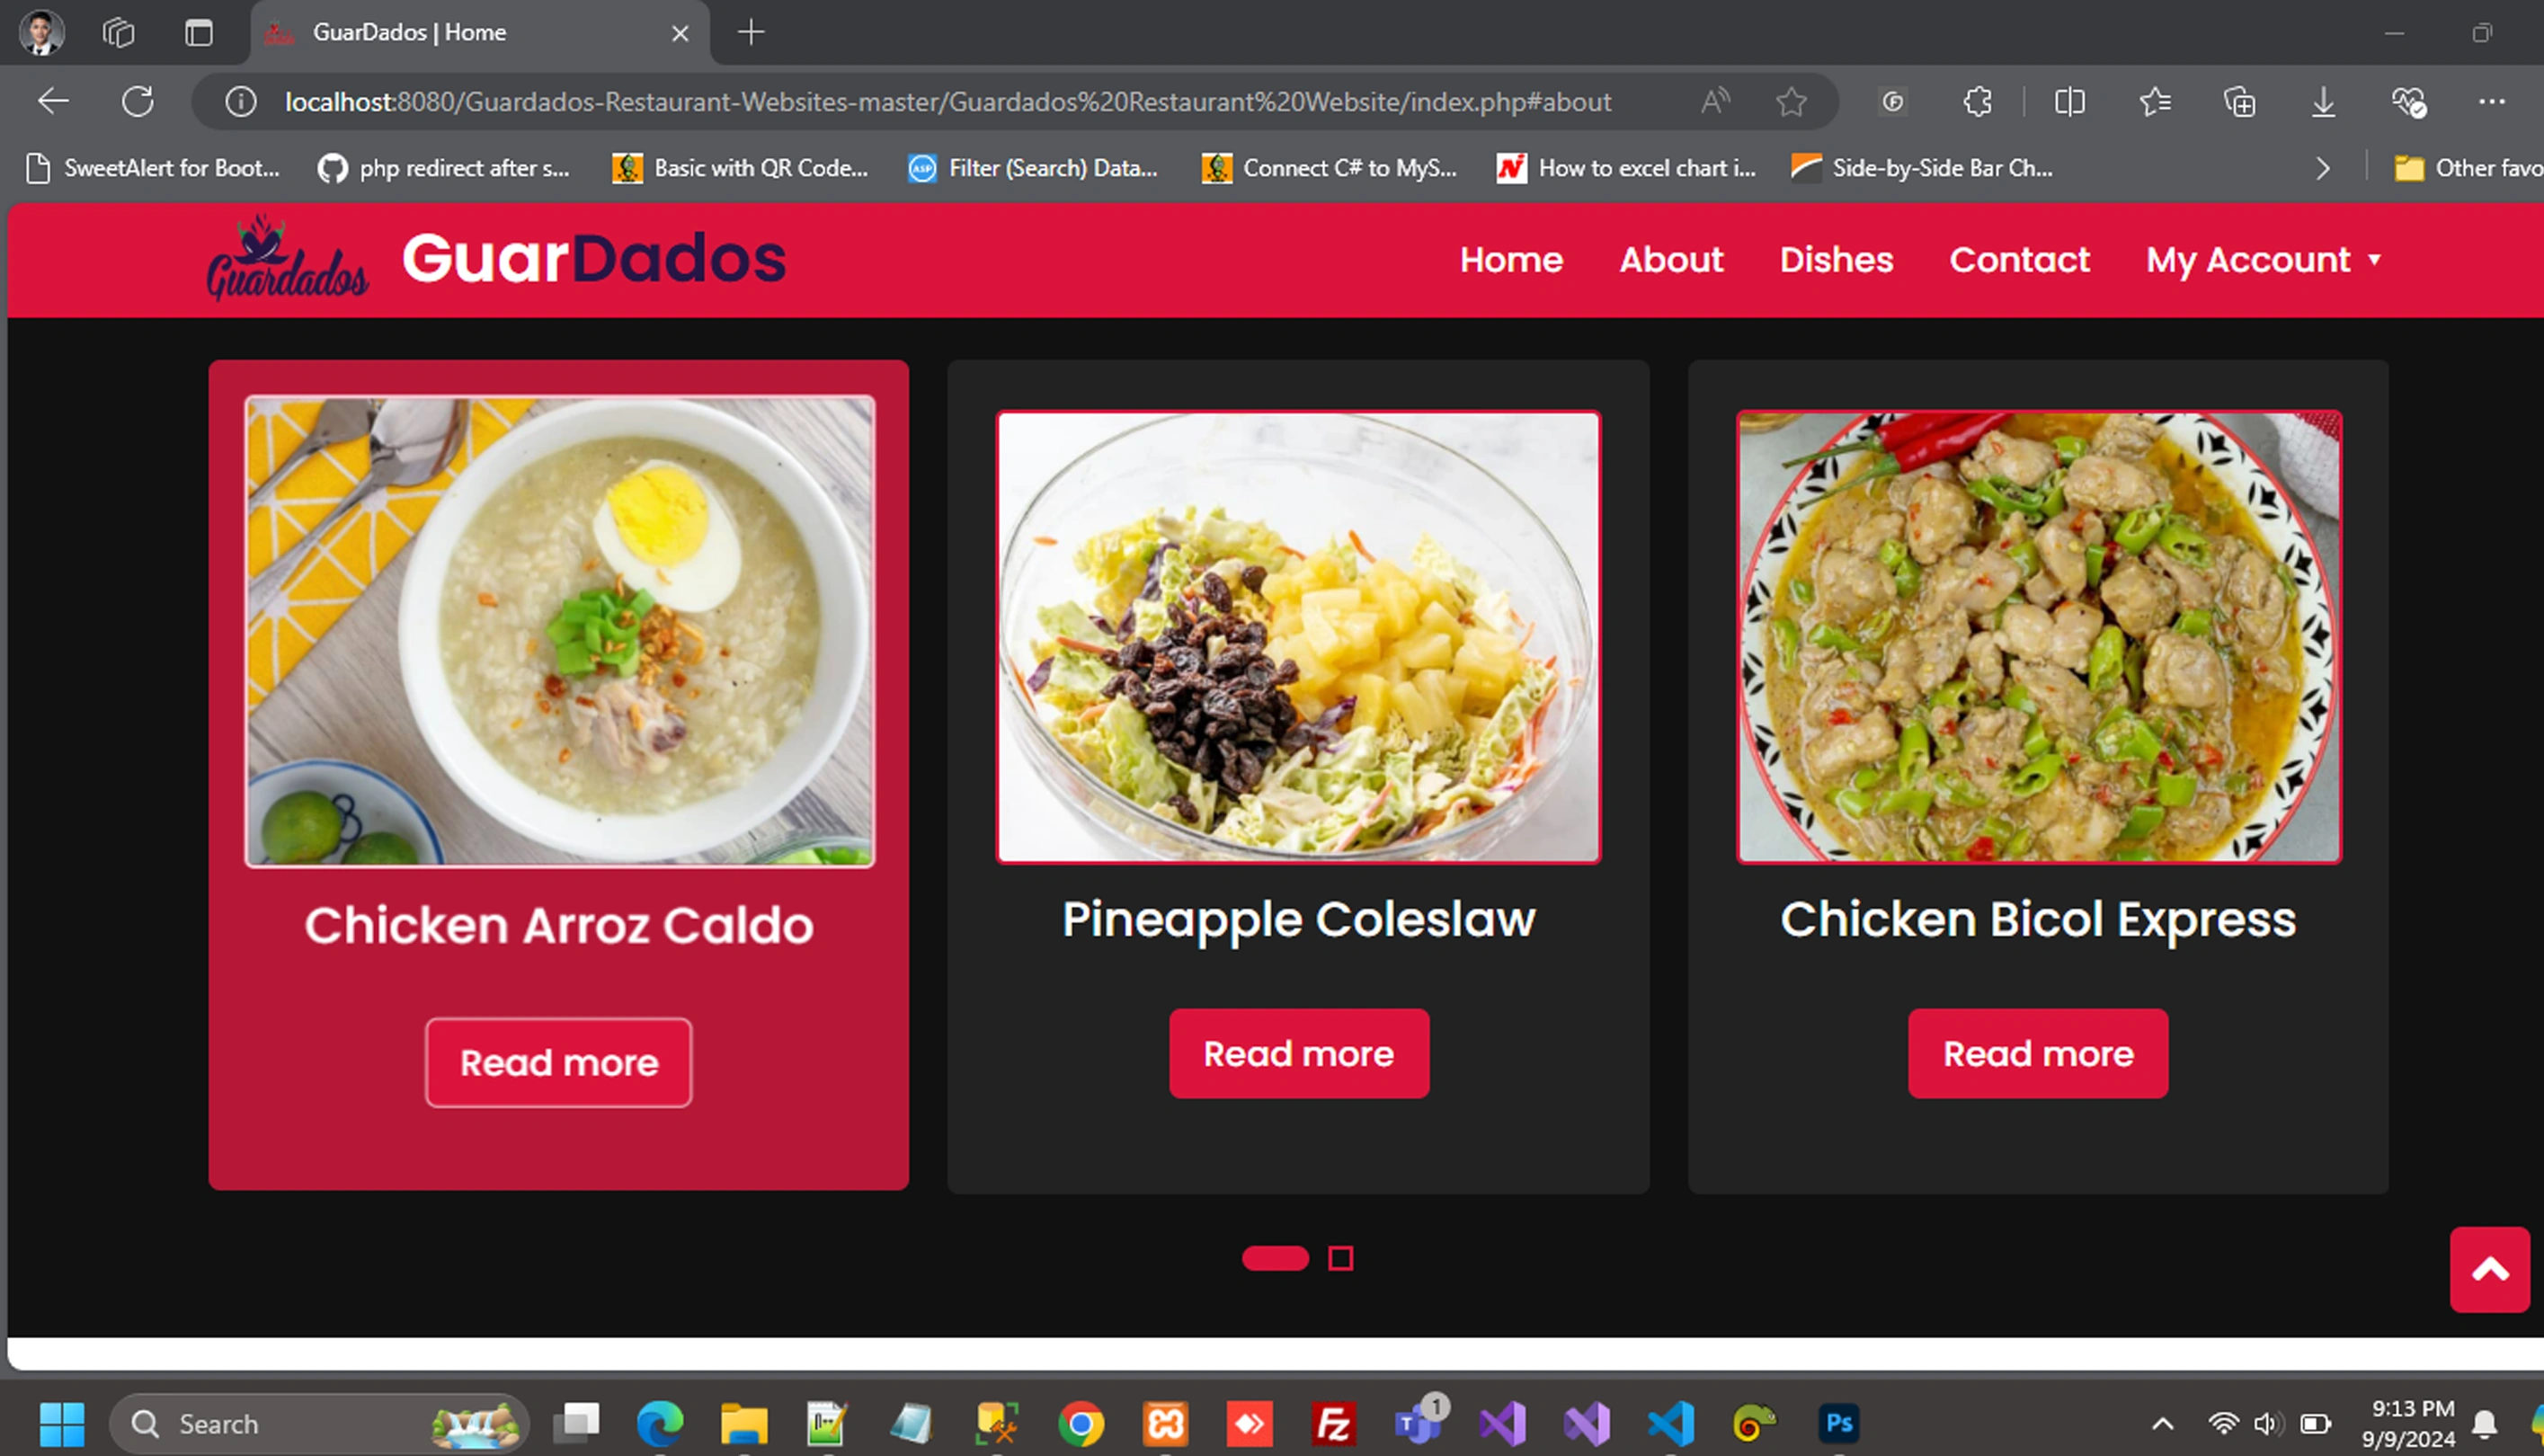 GuarDados | Home
localhost:8080/Guardados-Restaurant-Websites-master/Guardados%20Restaurant%20Website/index.php#about
SweetAlert for Boot... php redirect after s... Basic with QR Code... Filter (Search) Data... Connect C# to MyS... How to excel chart i... Side-by-Side Bar Ch... Other favo
Guardados GuarDados Home About Dishes Contact My Account
Chicken Arroz Caldo Pineapple Coleslaw Chicken Bicol Express
Read more Read more Read more
Search 1 Ps 9:13 PM
9/9/2024